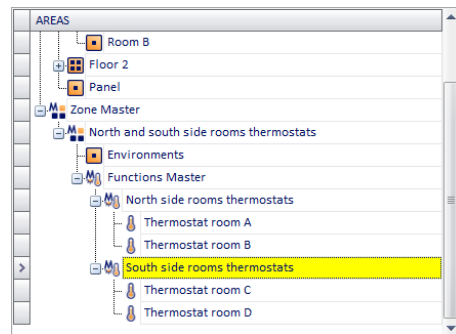 AREAS
Room B
Floor 2
Panel
Zone Master
North and south side rooms thermostats
Environments
Functions Master
North side rooms thermostats
Thermostat room A
Thermostat room B
South side rooms thermostats
Thermostat room C
Thermostat room D